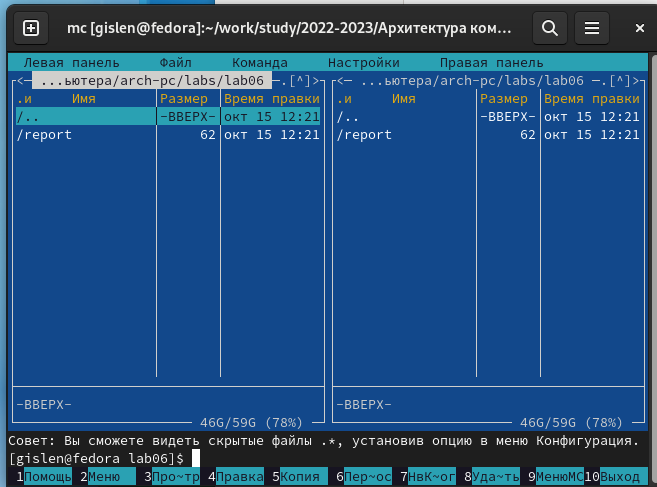 mc [gislen@fedora]:~/work/study/2022-2023/Архитектура ком…
Левая панель Файл Команда Настройки Правая панель
<— ...ьютера/arch-pc/labs/lab06 —.[^]> <— ...ьютера/arch-pc/labs/lab06 —.[^]>
.и Имя Размер Время правки .и Имя Размер Время правки
/.. -ВВЕРХ- окт 15 12:21 /.. -ВВЕРХ- окт 15 12:21
/report 62 окт 15 12:21 /report 62 окт 15 12:21
-ВВЕРХ- -ВВЕРХ-
46G/59G (78%) 46G/59G (78%)
Совет: Вы сможете видеть скрытые файлы .*, установив опцию в меню Конфигурация.
[gislen@fedora lab06]$
1Помощь 2Меню 3Про~тр 4Правка 5Копия 6Пер~ос 7НвК~ог 8Уда~ть 9МенюMC 10Выход